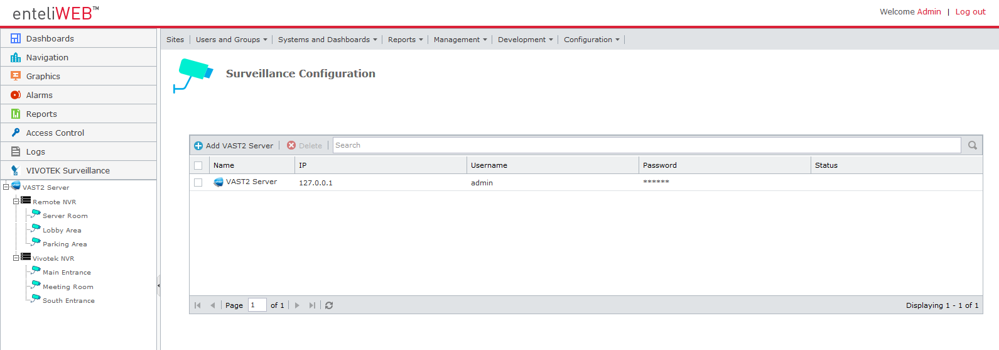 enteliWEB™
Welcome Admin | Log out
Dashboards
Navigation
Graphics
Alarms
Reports
Access Control
Logs
VIVOTEK Surveillance
VAST2 Server
Remote NVR
Server Room
Lobby Area
Parking Area
Vivotek NVR
Main Entrance
Meeting Room
South Entrance
Sites Users and Groups Systems and Dashboards Reports Management Development Configuration
Surveillance Configuration
Add VAST2 Server Delete Search
Name IP Username Password Status
VAST2 Server 127.0.0.1 admin ******
Page 1 of 1 Displaying 1 - 1 of 1